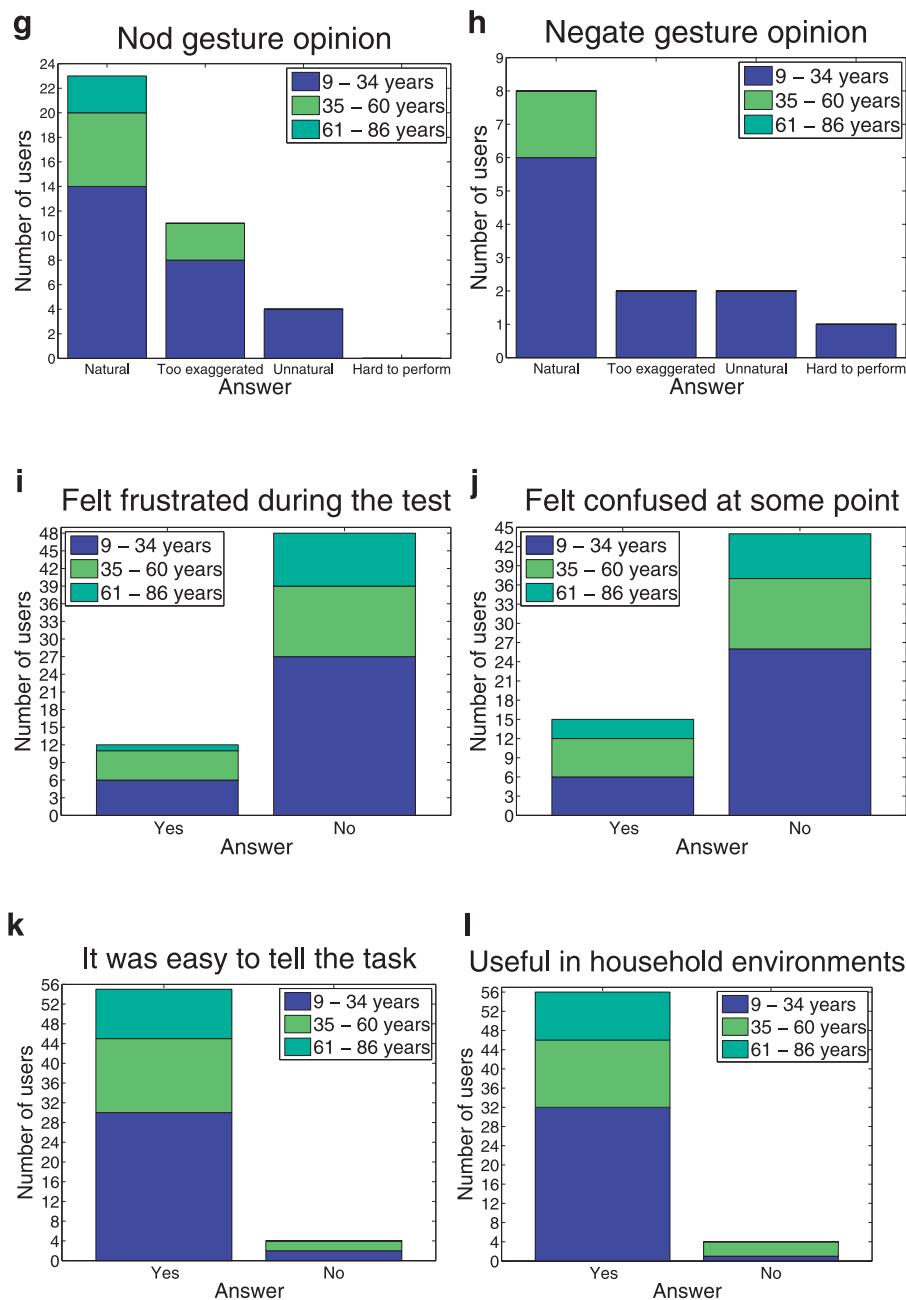 g
Nod gesture opinion
24
22
20
18
16
14
12
10
8
6
4
2
0
Number of users
9 – 34 years
35 – 60 years
61 – 86 years
Natural Too exaggerated Unnatural Hard to perform
Answer
h
Negate gesture opinion
9
8
7
6
5
4
3
2
1
0
Number of users
9 – 34 years
35 – 60 years
61 – 86 years
Natural Too exaggerated Unnatural Hard to perform
Answer
i
Felt frustrated during the test
48
45
42
39
36
33
30
27
24
21
18
15
12
9
6
3
0
Number of users
9 – 34 years
35 – 60 years
61 – 86 years
Yes No
Answer
j
Felt confused at some point
45
42
39
36
33
30
27
24
21
18
15
12
9
6
3
0
Number of users
9 – 34 years
35 – 60 years
61 – 86 years
Yes No
Answer
k
It was easy to tell the task
56
52
48
44
40
36
32
28
24
20
16
12
8
4
0
Number of users
9 – 34 years
35 – 60 years
61 – 86 years
Yes No
Answer
l
Useful in household environments
56
52
48
44
40
36
32
28
24
20
16
12
8
4
0
Number of users
9 – 34 years
35 – 60 years
61 – 86 years
Yes No
Answer